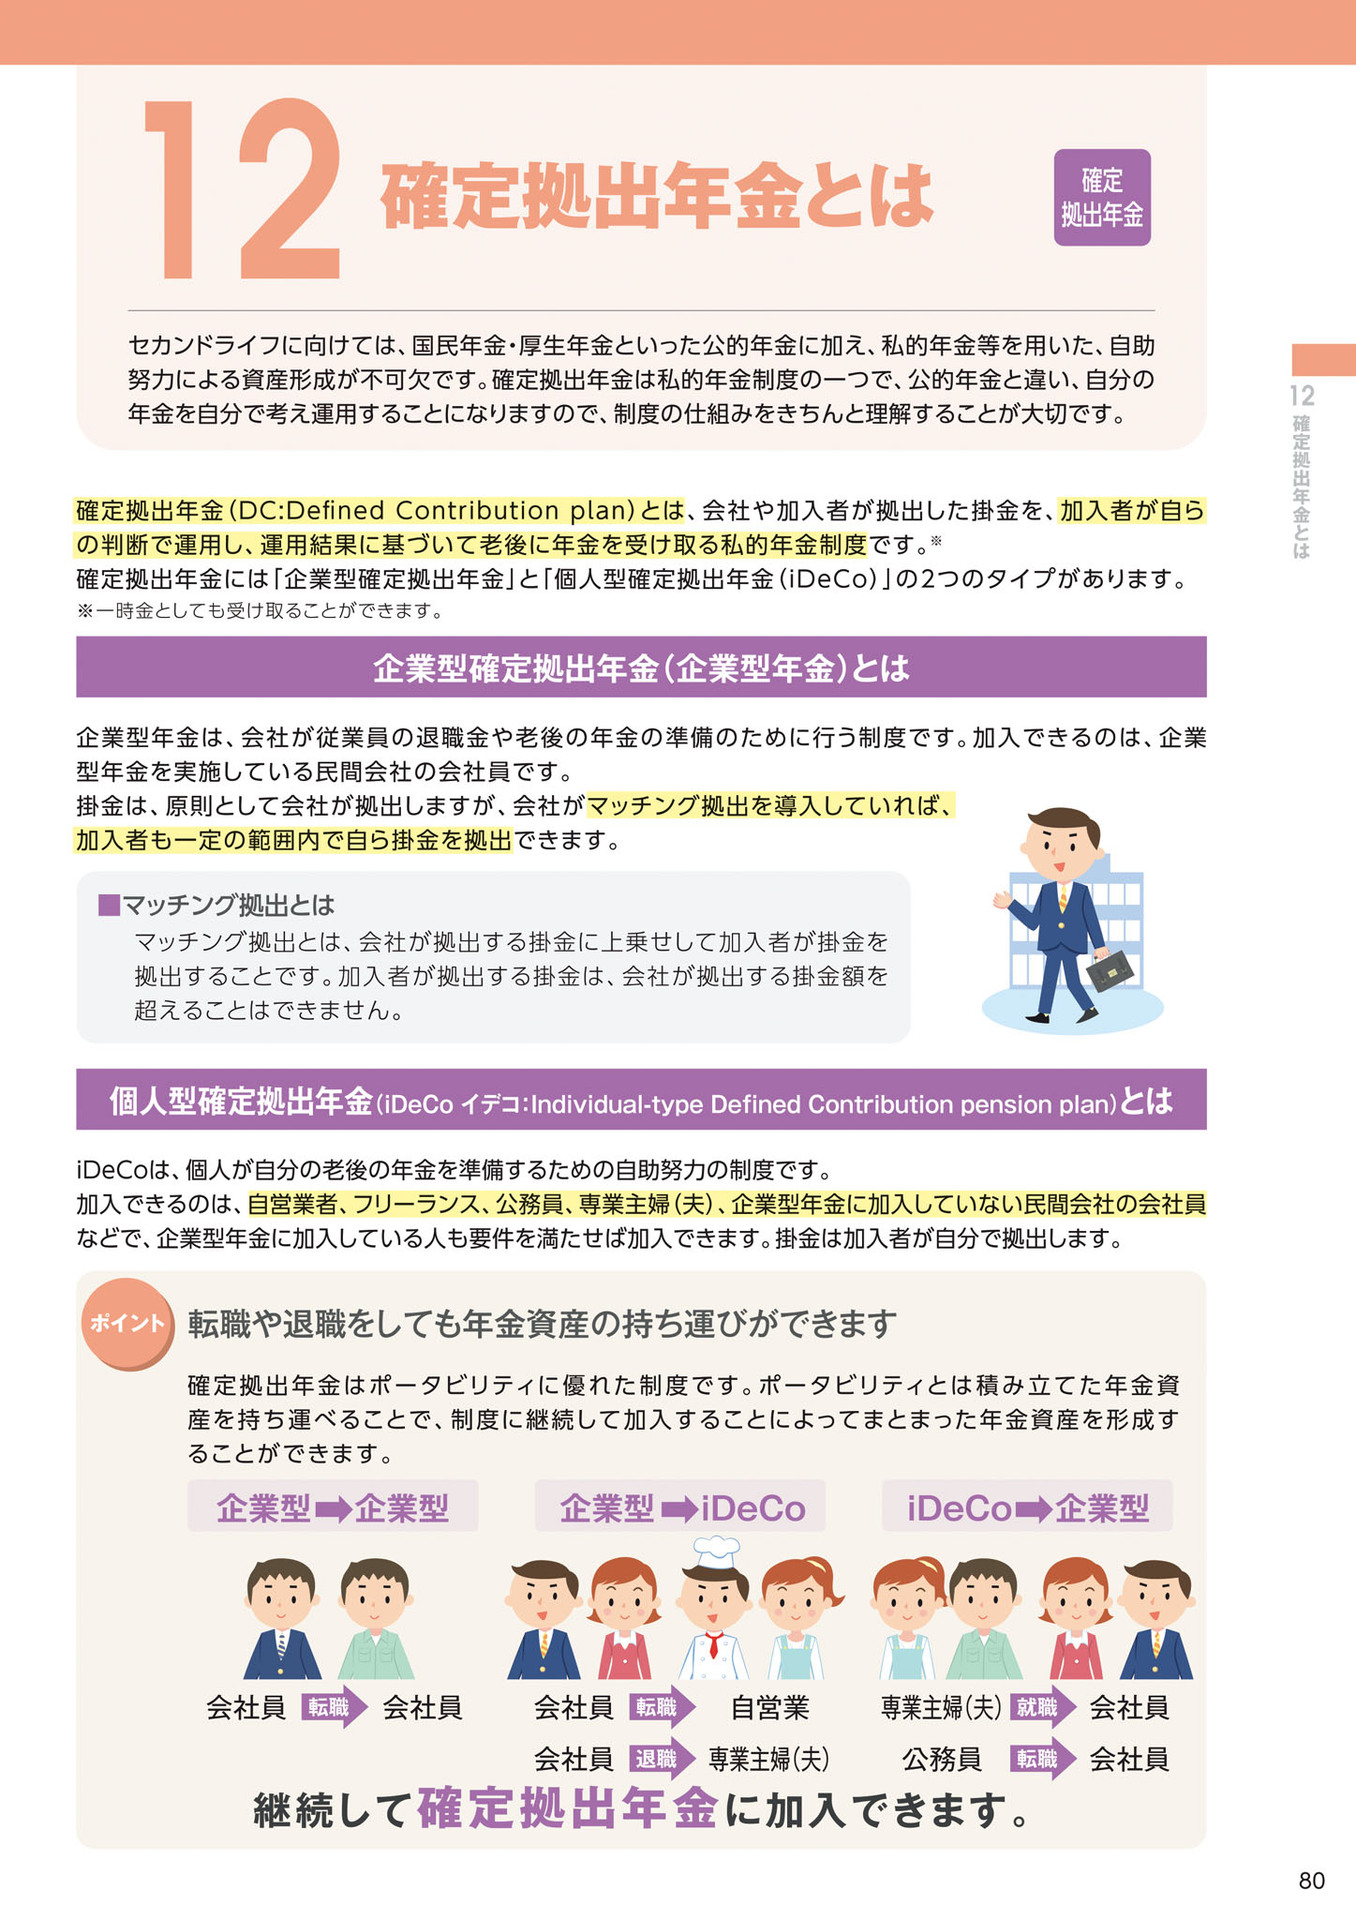 12 確定拠出年金とは
確定
拠出年金
セカンドライフに向けては、国民年金・厚生年金といった公的年金に加え、私的年金等を用いた、自助
努力による資産形成が不可欠です。確定拠出年金は私的年金制度の一つで、公的年金と違い、自分の
年金を自分で考え運用することになりますので、制度の仕組みをきちんと理解することが大切です。
12 確定拠出年金とは
確定拠出年金（DC:Defined Contribution plan）とは、会社や加入者が拠出した掛金を、加入者が自ら
の判断で運用し、運用結果に基づいて老後に年金を受け取る私的年金制度です。※
確定拠出年金には「企業型確定拠出年金」と「個人型確定拠出年金（iDeCo）」の2つのタイプがあります。
※一時金としても受け取ることができます。
企業型確定拠出年金（企業型年金）とは
企業型年金は、会社が従業員の退職金や老後の年金の準備のために行う制度です。加入できるのは、企業
型年金を実施している民間会社の会社員です。
掛金は、原則として会社が拠出しますが、会社がマッチング拠出を導入していれば、
加入者も一定の範囲内で自ら掛金を拠出できます。
■マッチング拠出とは
マッチング拠出とは、会社が拠出する掛金に上乗せして加入者が掛金を
拠出することです。加入者が拠出する掛金は、会社が拠出する掛金額を
超えることはできません。
個人型確定拠出年金（iDeCo イデコ：Individual-type Defined Contribution pension plan）とは
iDeCoは、個人が自分の老後の年金を準備するための自助努力の制度です。
加入できるのは、自営業者、フリーランス、公務員、専業主婦（夫）、企業型年金に加入していない民間会社の会社員
などで、企業型年金に加入している人も要件を満たせば加入できます。掛金は加入者が自分で拠出します。
ポイント 転職や退職をしても年金資産の持ち運びができます
確定拠出年金はポータビリティに優れた制度です。ポータビリティとは積み立てた年金資
産を持ち運べることで、制度に継続して加入することによってまとまった年金資産を形成す
ることができます。
企業型➡企業型
企業型➡iDeCo
iDeCo➡企業型
会社員 転職 会社員
会社員 転職 自営業
専業主婦（夫） 就職 会社員
会社員 退職 専業主婦（夫）
公務員 転職 会社員
継続して確定拠出年金に加入できます。
80